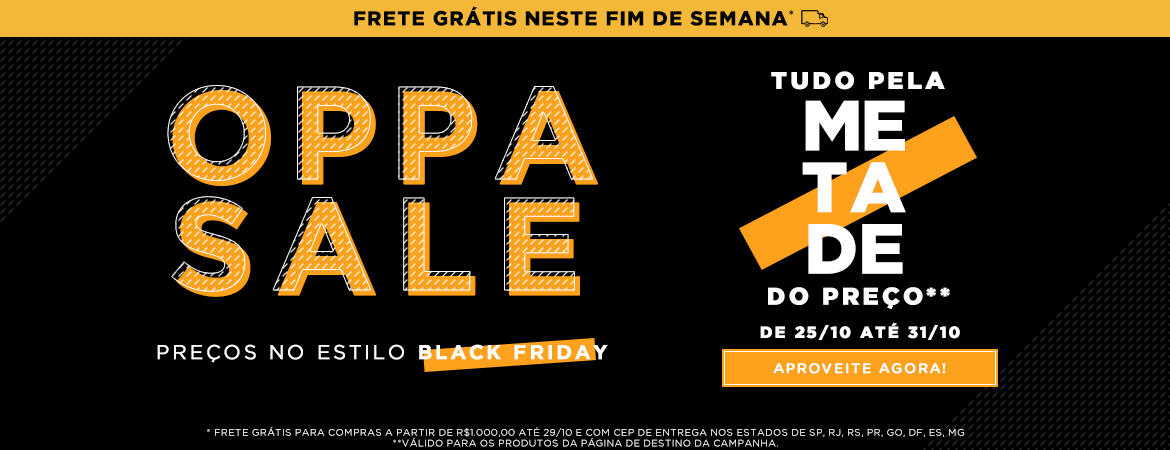 FRETE GRÁTIS NESTE FIM DE SEMANA*
OPPA
SALE
PREÇOS NO ESTILO BLACK FRIDAY
TUDO PELA
ME
TA
DE
DO PREÇO**
DE 25/10 ATÉ 31/10
APROVEITE AGORA!
* FRETE GRÁTIS PARA COMPRAS A PARTIR DE R$1.000,00 ATÉ 29/10 E COM CEP DE ENTREGA NOS ESTADOS DE SP, RJ, RS, PR, GO, DF, ES, MG
**VÁLIDO PARA OS PRODUTOS DA PÁGINA DE DESTINO DA CAMPANHA.